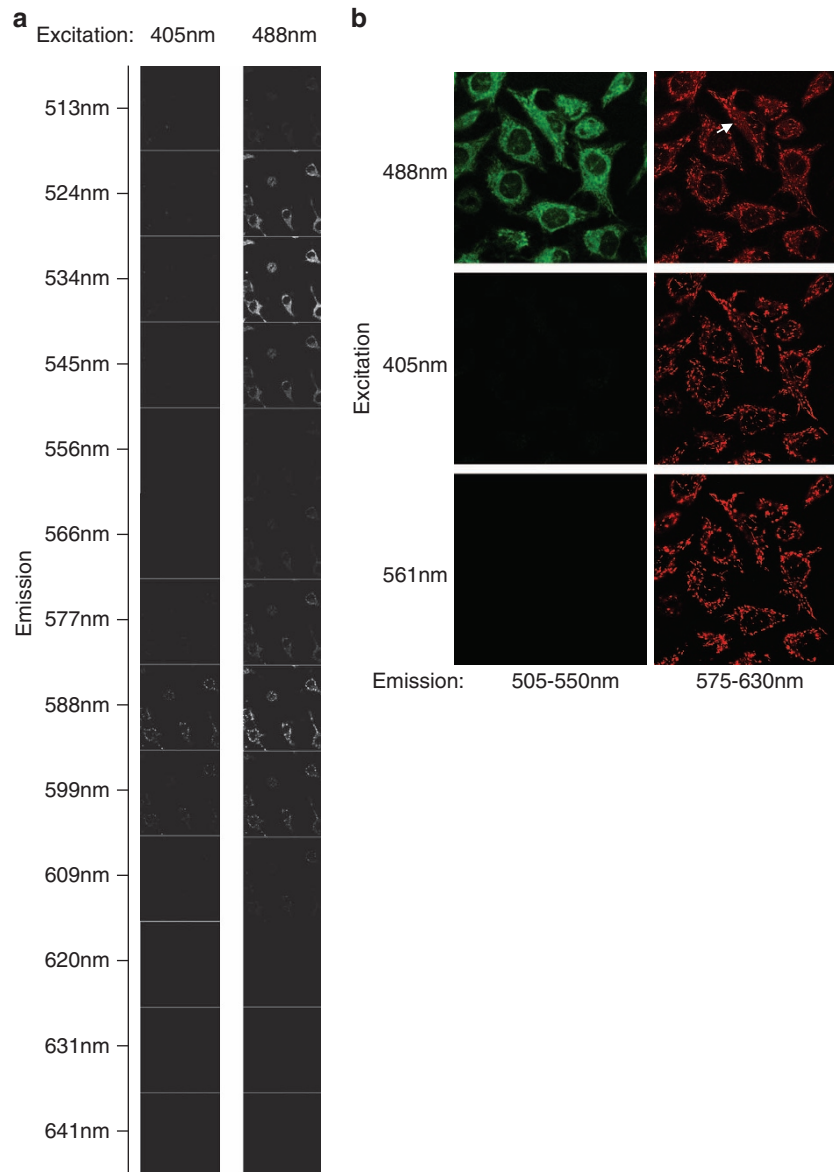 a
Excitation: 405nm 488nm
513nm
524nm
534nm
545nm
556nm
566nm
577nm
588nm
599nm
609nm
620nm
631nm
641nm
Emission
b
488nm
405nm
561nm
Excitation
Emission: 505-550nm 575-630nm